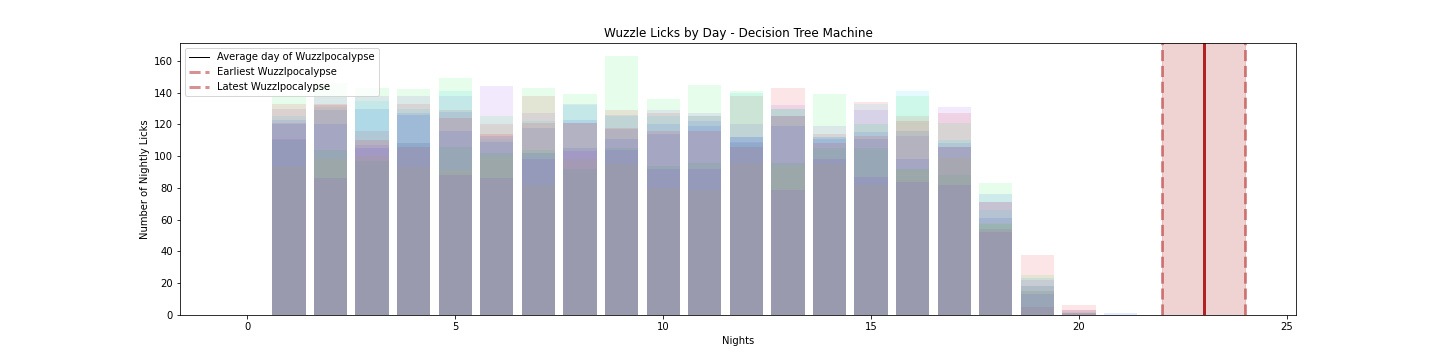 Wuzzle Licks by Day - Decision Tree Machine
Average day of Wuzzlpocalypse
Earliest Wuzzlpocalypse
Latest Wuzzlpocalypse
160
140
120
100
80
60
40
20
0
Number of Nightly Licks
0 5 10 15 20 25
Nights